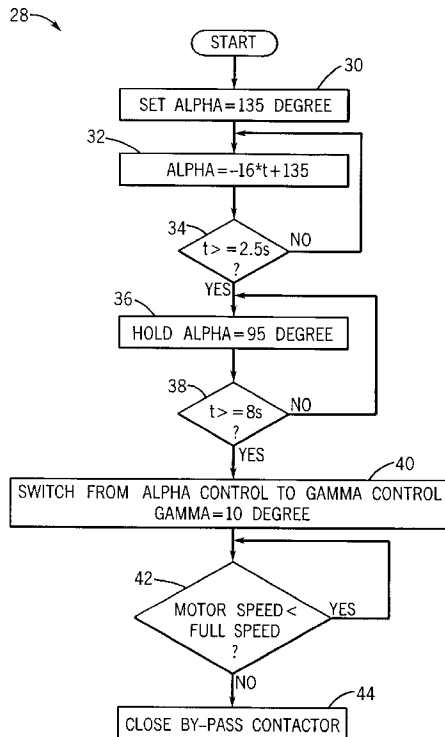 28
START
30
SET ALPHA=135 DEGREE
32
ALPHA=-16*t+135
34
t>=2.5s
?
NO
YES
36
HOLD ALPHA=95 DEGREE
38
t>=8s
?
NO
YES
40
SWITCH FROM ALPHA CONTROL TO GAMMA CONTROL
GAMMA=10 DEGREE
42
MOTOR SPEED<
FULL SPEED
?
YES
NO
44
CLOSE BY-PASS CONTACTOR